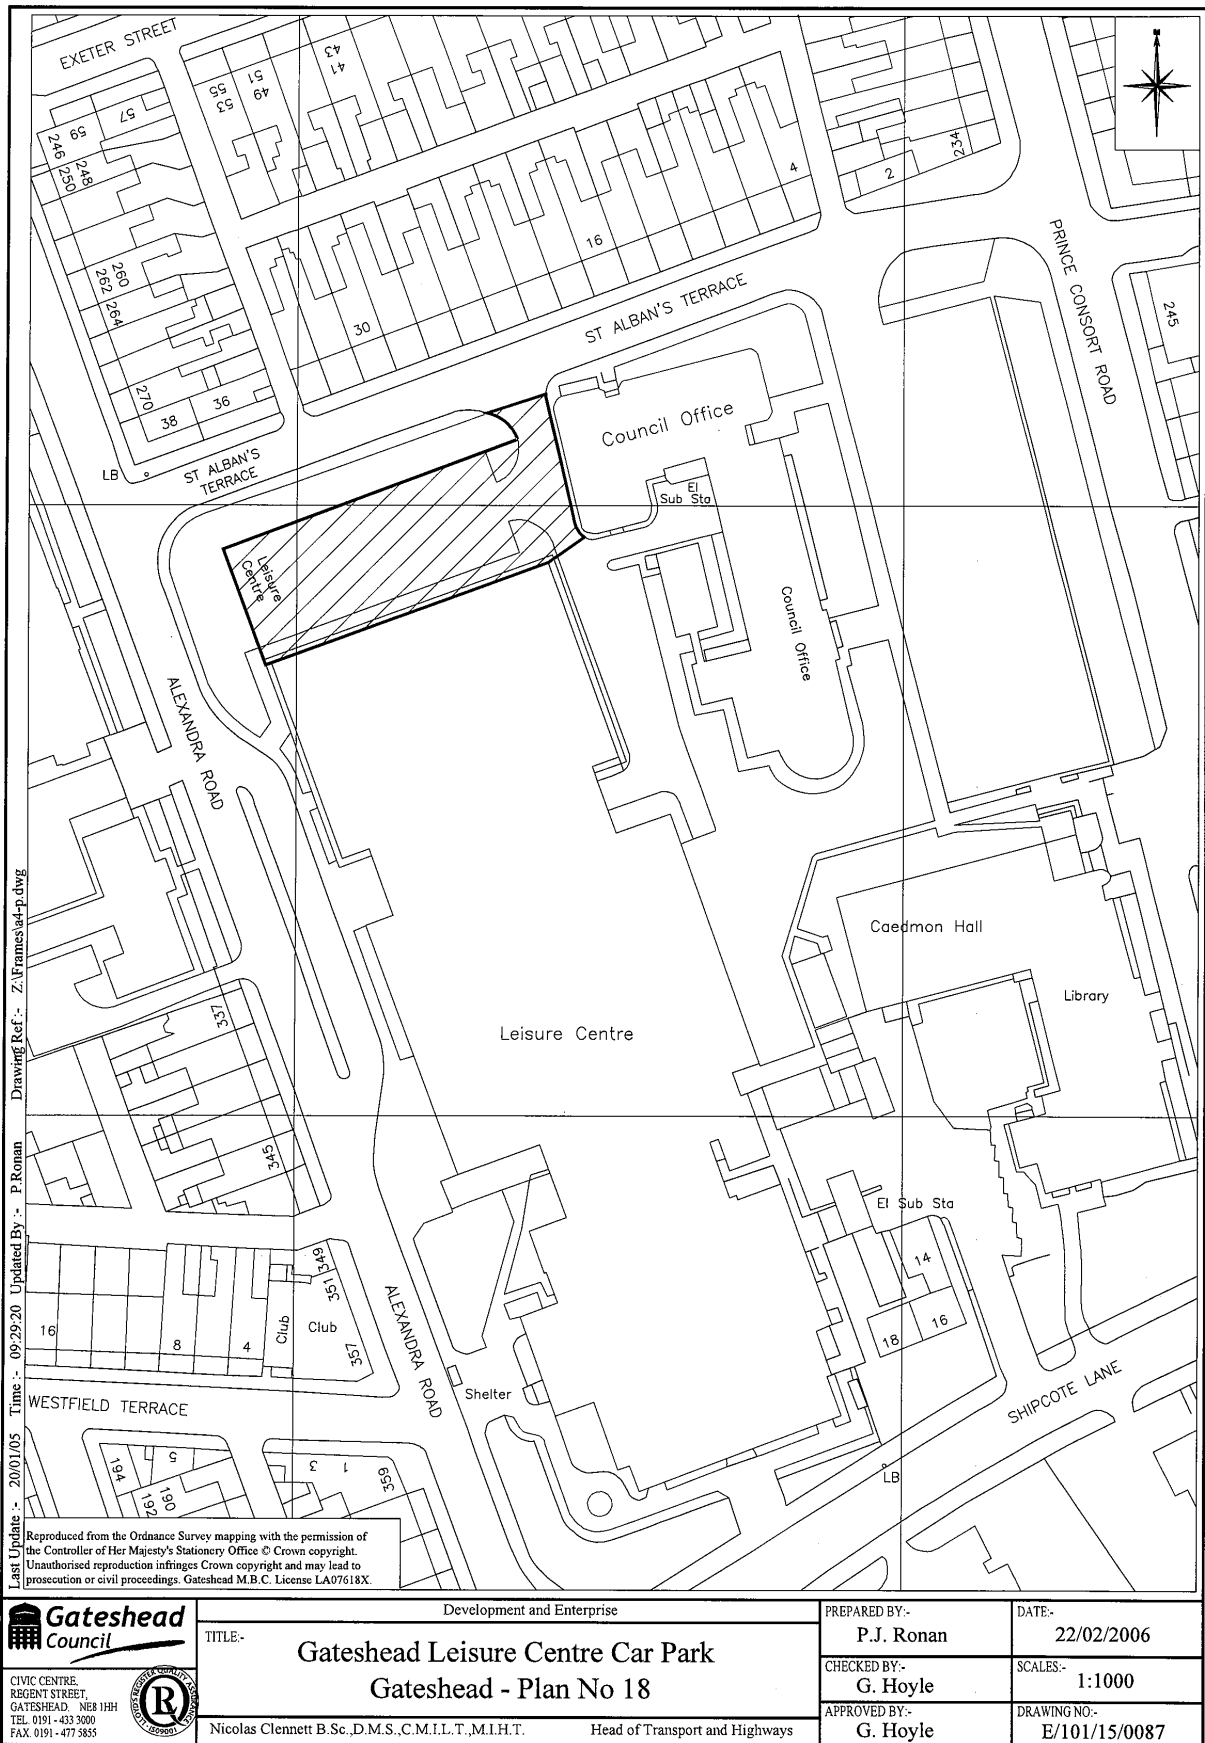 EXETER STREET
246
59
57
250
248
55
53
51
49
43
41
260
262
264
270
38
36
30
16
4
2
234
PRINCE CONSORT ROAD
245
ST ALBAN'S TERRACE
LB
ST ALBAN'S
TERRACE
Council Office
El
Sub Sta
Leisure
Centre
Council Office
ALEXANDRA ROAD
Caedmon Hall
Library
337
Leisure Centre
345
El Sub Sta
14
16
18
351 349
Club
Club
357
16
8
4
ALEXANDRA ROAD
Shelter
WESTFIELD TERRACE
SHIPCOTE LANE
LB
194
5
192
190
3
1
359
Last Update :- 20/01/05 Time :- 09:29:20 Updated By :- P.Ronan Drawing Ref :- Z:\Frames\a4-p.dwg
Reproduced from the Ordnance Survey mapping with the permission of
the Controller of Her Majesty's Stationery Office © Crown copyright.
Unauthorised reproduction infringes Crown copyright and may lead to
prosecution or civil proceedings. Gateshead M.B.C. License LA07618X.
Gateshead
Council
CIVIC CENTRE,
REGENT STREET,
GATESHEAD, NE8 1HH
TEL. 0191 - 433 3000
FAX. 0191 - 477 5855
LLOYD'S REGISTER QUALITY ASSURANCE
R
ISO9001
Development and Enterprise
TITLE:-
Gateshead Leisure Centre Car Park
Gateshead - Plan No 18
Nicolas Clennett B.Sc.,D.M.S.,C.M.I.L.T.,M.I.H.T. Head of Transport and Highways
PREPARED BY:-
P.J. Ronan
DATE:-
22/02/2006
CHECKED BY:-
G. Hoyle
SCALES:-
1:1000
APPROVED BY:-
G. Hoyle
DRAWING NO:-
E/101/15/0087